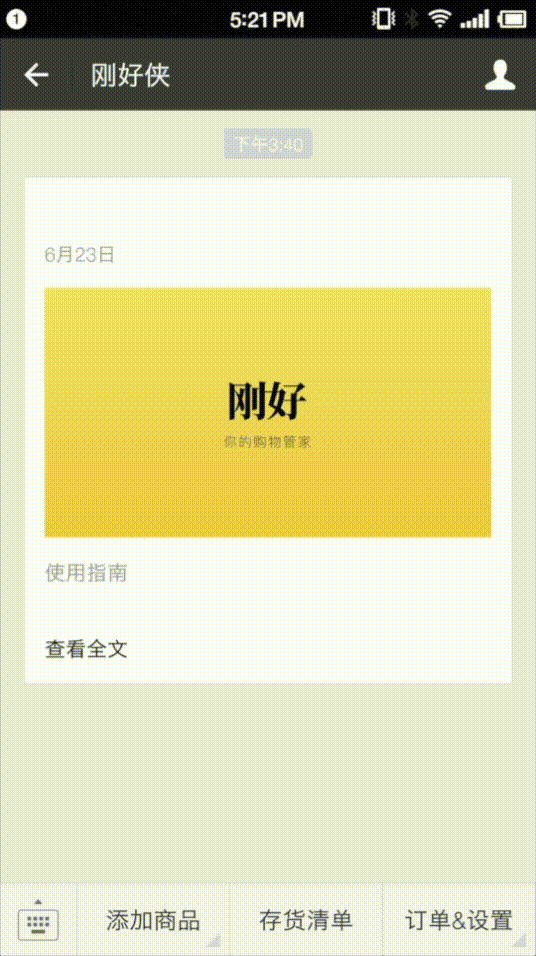 1
5:21 PM
刚好侠
下午3:40
6月23日
刚好
你的购物管家
使用指南
查看全文
添加商品
存货清单
订单&设置